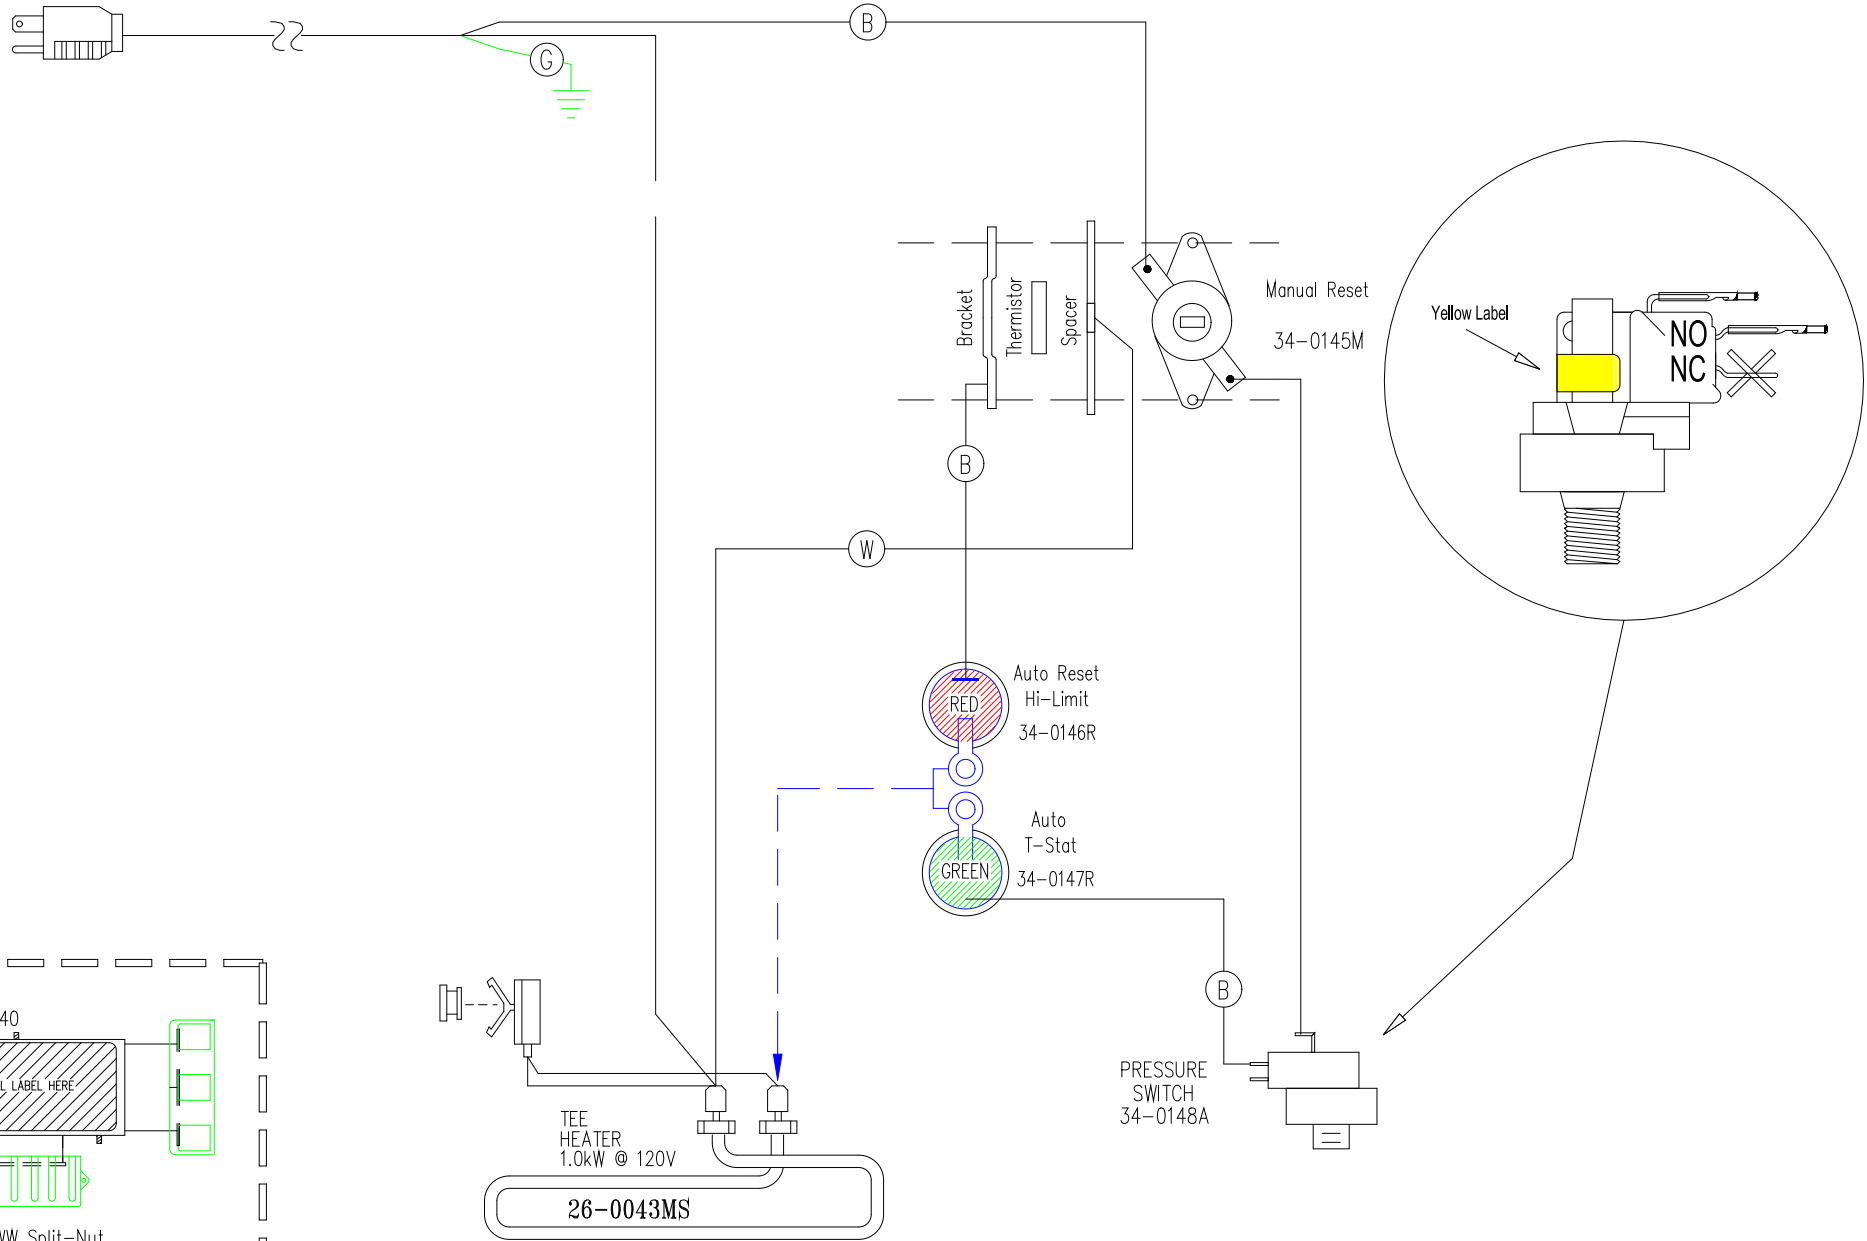 B
G
Bracket
Thermistor
Spacer
Manual Reset
34-0145M
Yellow Label
NO
NC
B
W
RED
Auto Reset
Hi-Limit
34-0146R
GREEN
Auto
T-Stat
34-0147R
B
PRESSURE
SWITCH
34-0148A
TEE
HEATER
1.0kW @ 120V
26-0043MS
40
L LABEL HERE
WW Split-Nut